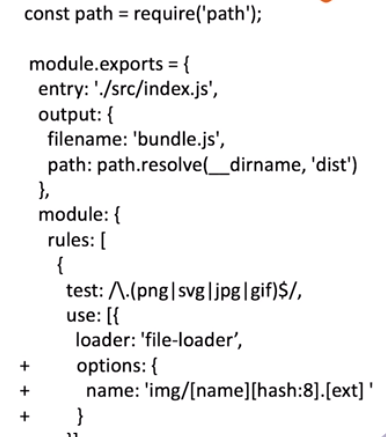 const path = require('path');
module.exports = {
entry: './src/index.js',
output: {
filename: 'bundle.js',
path: path.resolve(__dirname, 'dist')
},
module: {
rules: [
{
test: /\.(png|svg|jpg|gif)$/,
use: [{
loader: 'file-loader’,
+ options: {
+ name: 'img/[name][hash:8].[ext] '
+ }